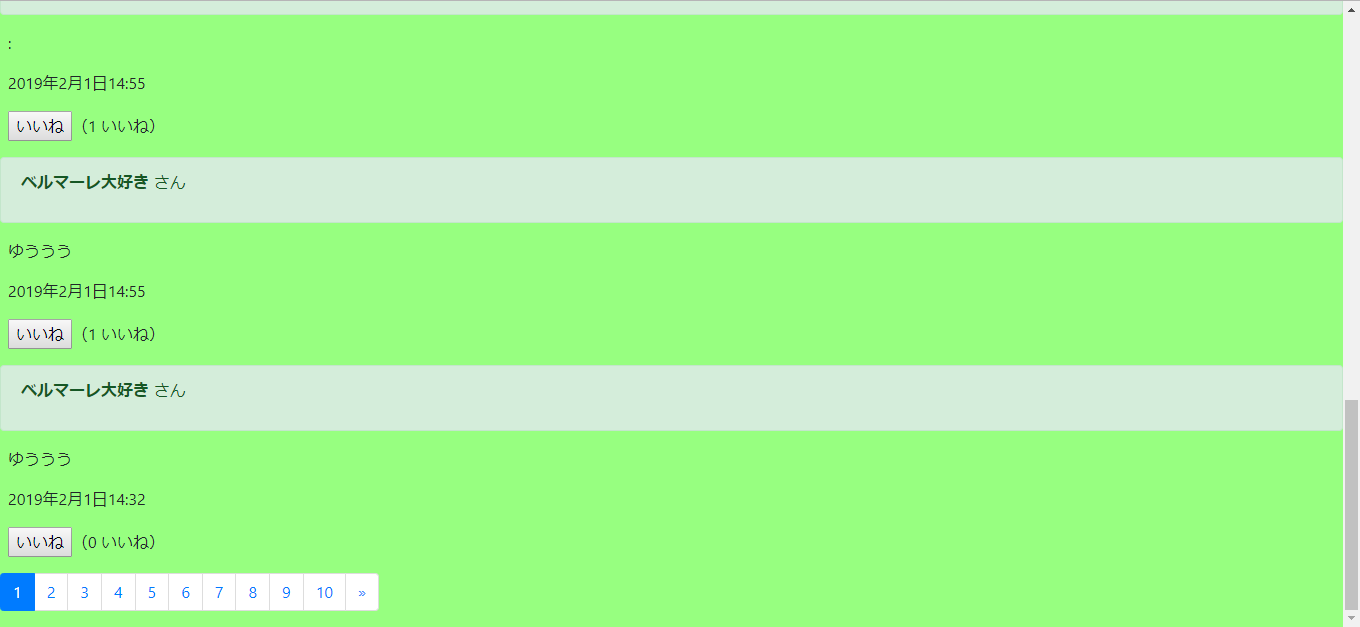 :
2019年2月1日14:55
いいね （1 いいね）
ベルマーレ大好き さん
ゆううう
2019年2月1日14:55
いいね （1 いいね）
ベルマーレ大好き さん
ゆううう
2019年2月1日14:32
いいね （0 いいね）
1 2 3 4 5 6 7 8 9 10 »